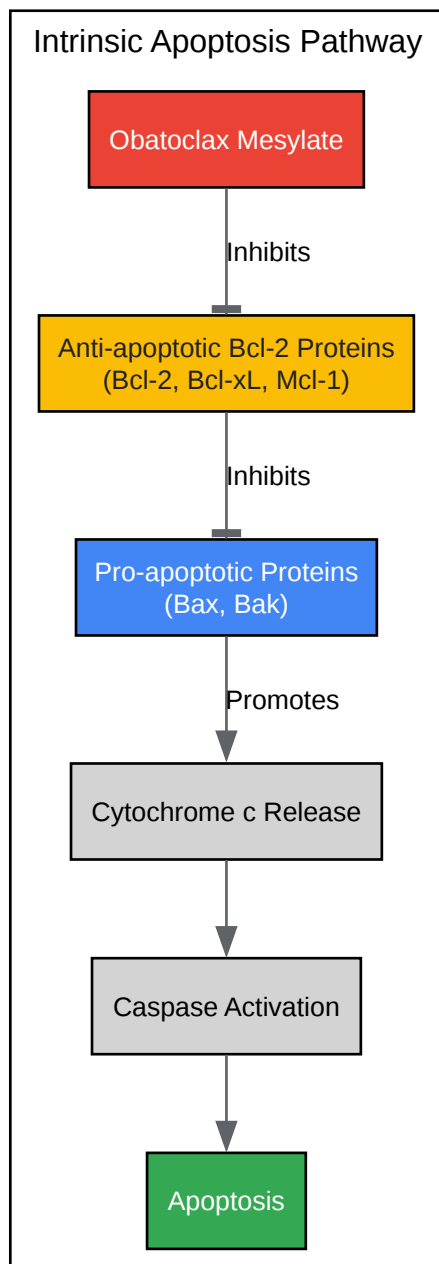 Intrinsic Apoptosis Pathway
Obatoclax Mesylate
Inhibits
Anti-apoptotic Bcl-2 Proteins
(Bcl-2, Bcl-xL, Mcl-1)
Inhibits
Pro-apoptotic Proteins
(Bax, Bak)
Promotes
Cytochrome c Release
Caspase Activation
Apoptosis